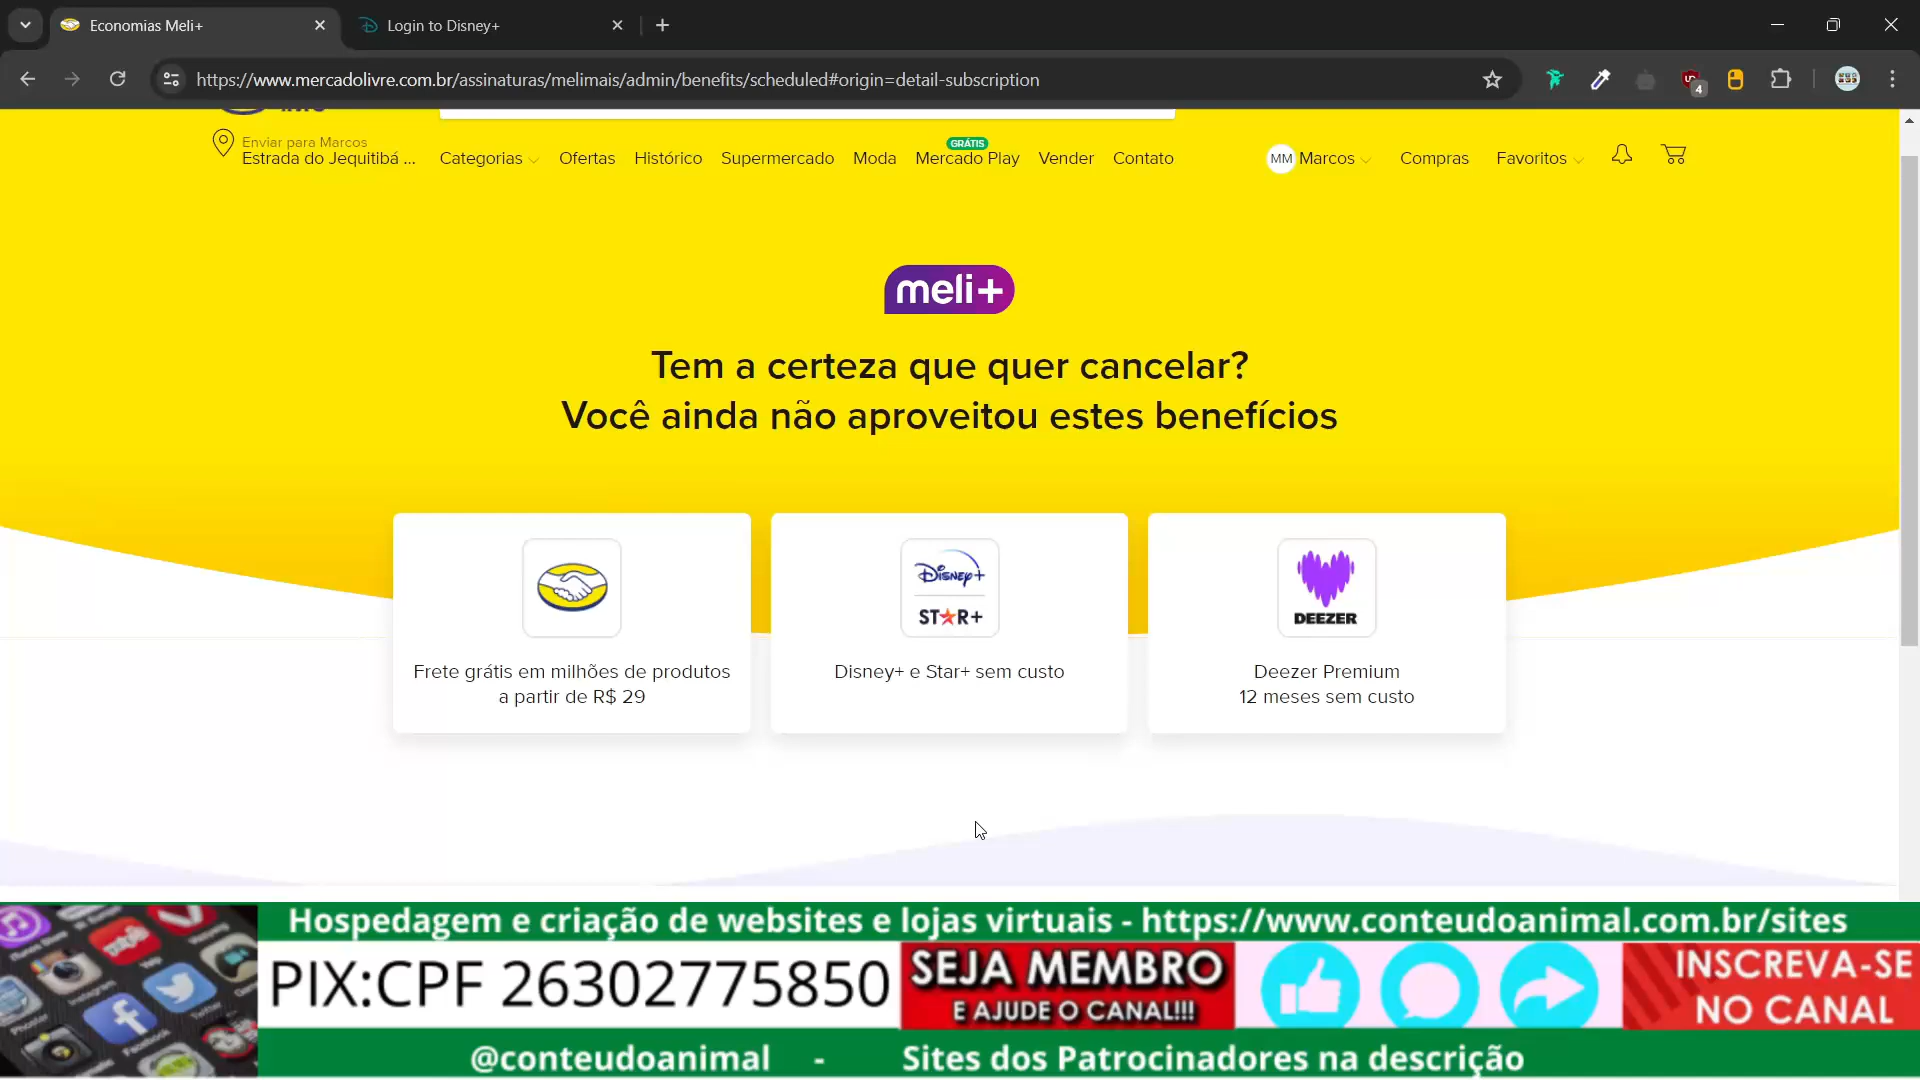 Economias Meli+
Login to Disney+
https://www.mercadolivre.com.br/assinaturas/melimais/admin/benefits/scheduled#origin=detail-subscription
4
Enviar para Marcos
Estrada do Jequitibá ...
Categorias
Ofertas
Histórico
Supermercado
Moda
GRÁTIS
Mercado Play
Vender
Contato
MM
Marcos
Compras
Favoritos
meli+
Tem a certeza que quer cancelar?
Você ainda não aproveitou estes benefícios
Disney+
STAR+
DEEZER
Frete grátis em milhões de produtos
a partir de R$ 29
Disney+ e Star+ sem custo
Deezer Premium
12 meses sem custo
Hospedagem e criação de websites e lojas virtuais - https://www.conteudoanimal.com.br/sites
PIX:CPF 26302775850
SEJA MEMBRO
E AJUDE O CANAL!!!
INSCREVA-SE
NO CANAL
@conteudoanimal - Sites dos Patrocinadores na descrição